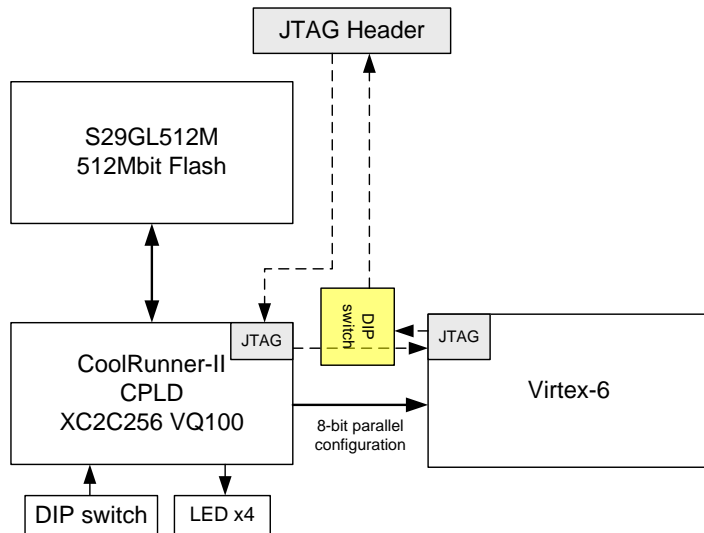 JTAG Header
S29GL512M
512Mbit Flash
DIP
switch
JTAG
JTAG
CoolRunner-II
CPLD
XC2C256 VQ100
Virtex-6
8-bit parallel
configuration
DIP switch
LED x4